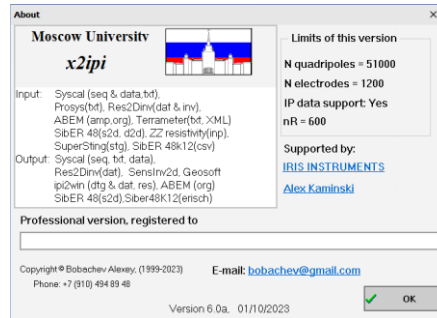 About
Moscow University
x2ipi
Input: Syscal (seq & data,txt),
Prosys(txt), Res2Dinv(dat & inv),
ABEM (amp,org), Terrameter(txt, XML)
SibER 48(s2d, d2d), ZZ resistivity(inp),
SuperSting(stg), SibER 48k12(csv)
Output: Syscal (seq, txt, data),
Res2Dinv(dat), SensInv2d, Geosoft
ipi2win (dtg & dat, res), ABEM (org)
SibER 48(s2d),Siber48K12(erisch)
Limits of this version
N quadripoles = 51000
N electrodes = 1200
IP data support: Yes
nR = 600
Supported by:
IRIS INSTRUMENTS
Alex Kaminski
Professional version, registered to
Copyright® Bobachev Alexey, (1999-2023)
Phone: +7 (910) 494 89 48
E-mail: bobachev@gmail.com
Version 6.0a, 01/10/2023
OK